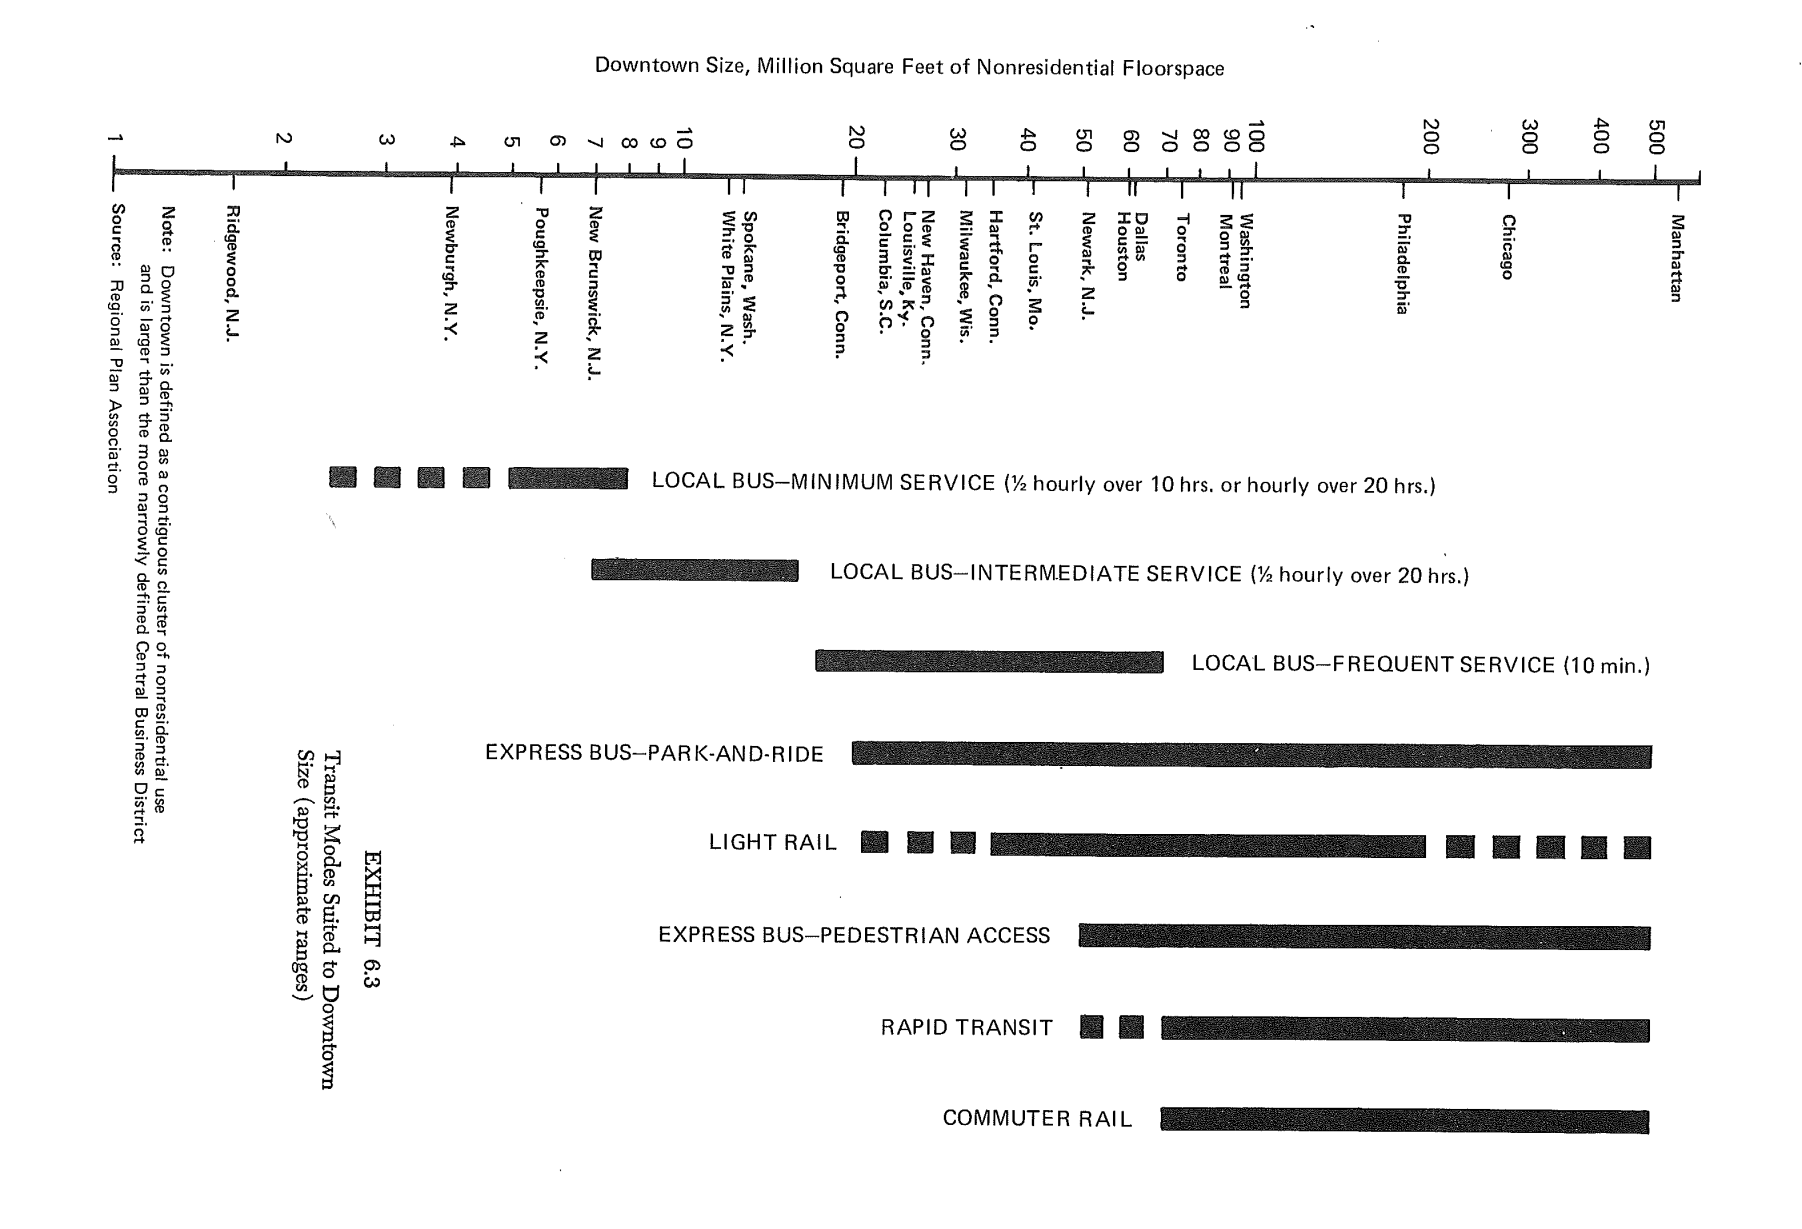 Downtown Size, Million Square Feet of Nonresidential Floorspace
1
2
3
4
5
6
7
8
9
10
20
30
40
50
60
70
80
90
100
200
300
400
500
Ridgewood, N.J.
Newburgh, N.Y.
Poughkeepsie, N.Y.
New Brunswick, N.J.
White Plains, N.Y.
Spokane, Wash.
Bridgeport, Conn.
Columbia, S.C.
Louisville, Ky.
New Haven, Conn.
Milwaukee, Wis.
Hartford, Conn.
St. Louis, Mo.
Newark, N.J.
Houston
Dallas
Toronto
Montreal
Washington
Philadelphia
Chicago
Manhattan
LOCAL BUS—MINIMUM SERVICE (½ hourly over 10 hrs. or hourly over 20 hrs.)
LOCAL BUS—INTERMEDIATE SERVICE (½ hourly over 20 hrs.)
LOCAL BUS—FREQUENT SERVICE (10 min.)
EXPRESS BUS—PARK-AND-RIDE
LIGHT RAIL
EXPRESS BUS—PEDESTRIAN ACCESS
RAPID TRANSIT
COMMUTER RAIL
EXHIBIT 6.3
Transit Modes Suited to Downtown
Size (approximate ranges)
Note: Downtown is defined as a contiguous cluster of nonresidential use
and is larger than the more narrowly defined Central Business District
Source: Regional Plan Association